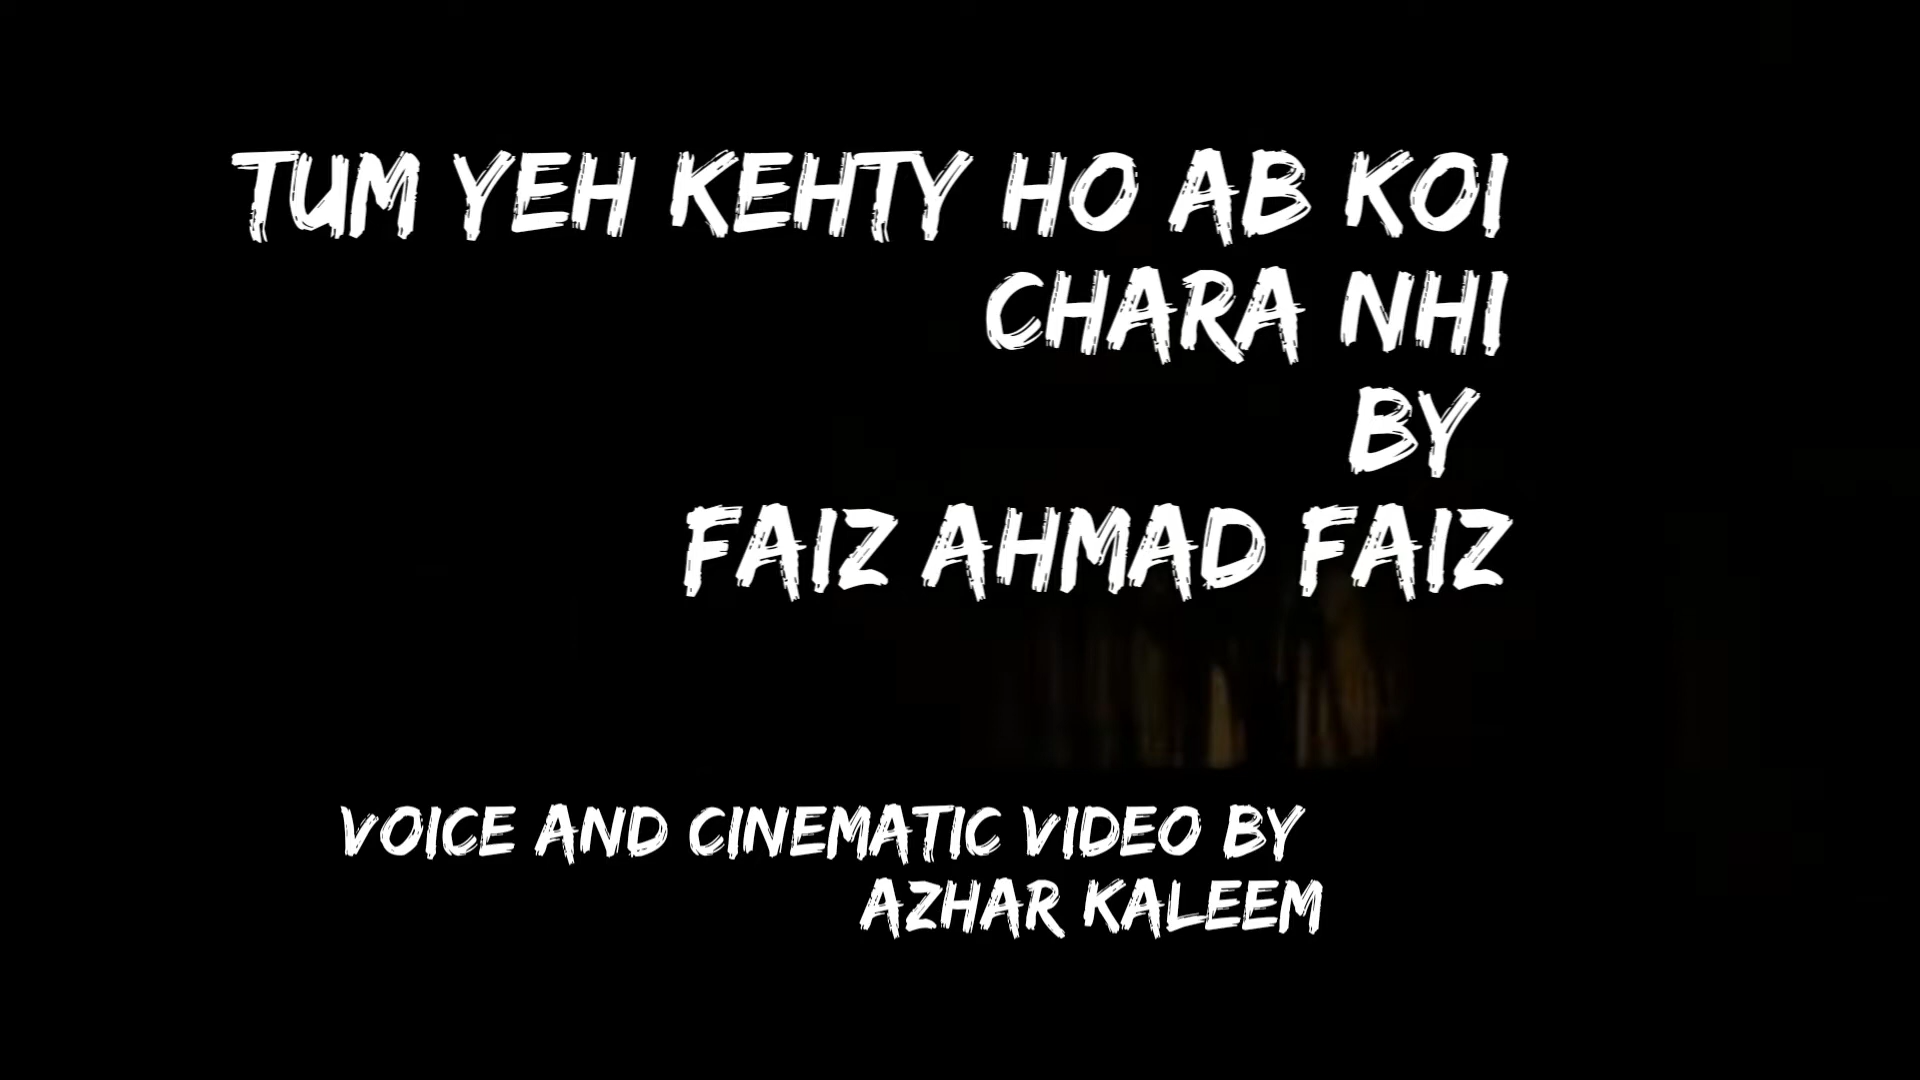 TUM YEH KEHTY HO AB KOI
CHARA NHI
BY
FAIZ AHMAD FAIZ
VOICE AND CINEMATIC VIDEO BY
AZHAR KALEEM